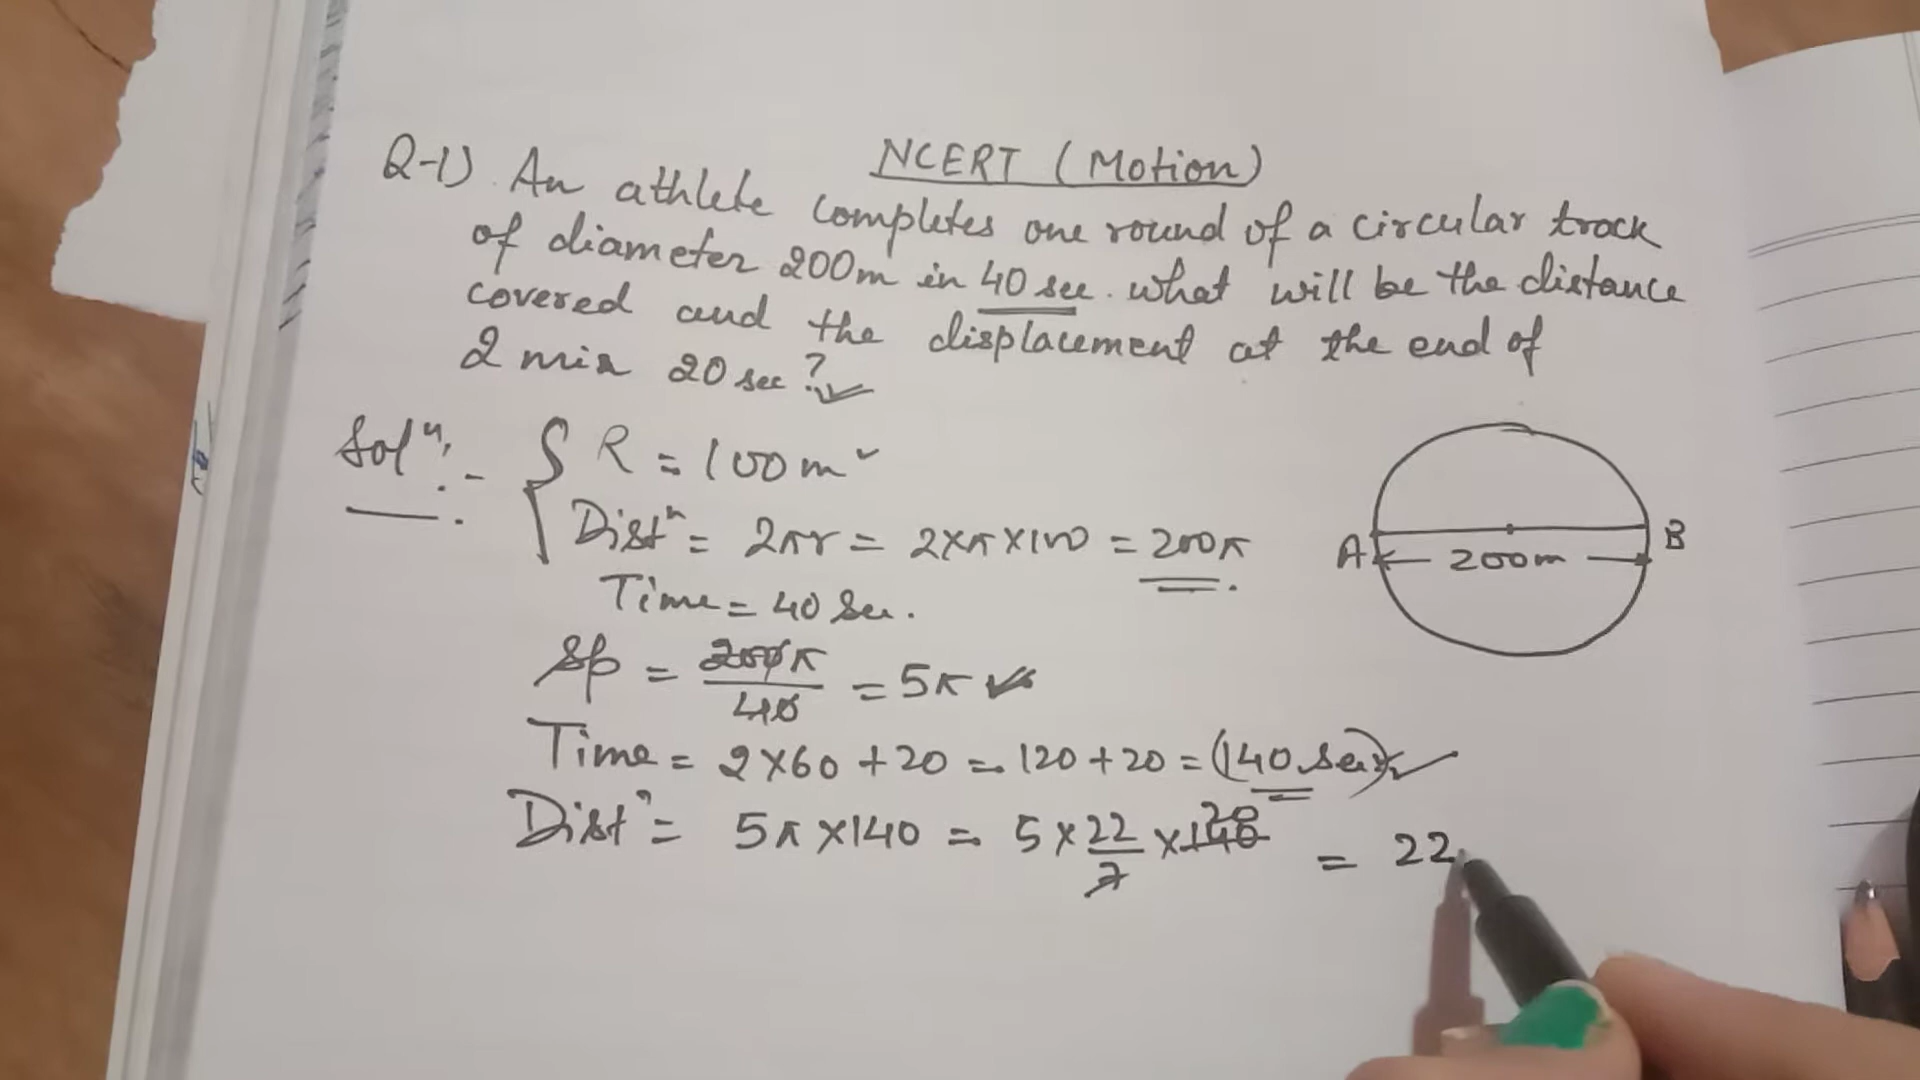 NCERT (Motion)
Q-1) An athlete completes one round of a circular track
of diameter 200m in 40 sec. what will be the distance
covered and the displacement at the end of
2 min 20 sec ?
Solⁿ:-
R = 100 m
Distⁿ = 2πr = 2×π×100 = 200π
Time = 40 Sec.
Sp = 200π/40 = 5π
Time = 2×60 + 20 = 120 + 20 = (140 sec)
Distⁿ = 5π×140 = 5 × 22/7 × 140 20 = 22
A 200m B